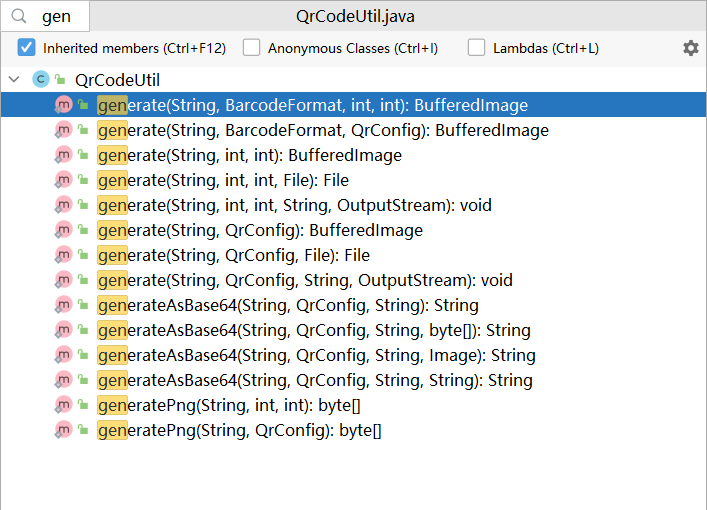 gen QrCodeUtil.java
Inherited members (Ctrl+F12) Anonymous Classes (Ctrl+I) Lambdas (Ctrl+L)
C QrCodeUtil
m generate(String, BarcodeFormat, int, int): BufferedImage
m generate(String, BarcodeFormat, QrConfig): BufferedImage
m generate(String, int, int): BufferedImage
m generate(String, int, int, File): File
m generate(String, int, int, String, OutputStream): void
m generate(String, QrConfig): BufferedImage
m generate(String, QrConfig, File): File
m generate(String, QrConfig, String, OutputStream): void
m generateAsBase64(String, QrConfig, String): String
m generateAsBase64(String, QrConfig, String, byte[]): String
m generateAsBase64(String, QrConfig, String, Image): String
m generateAsBase64(String, QrConfig, String, String): String
m generatePng(String, int, int): byte[]
m generatePng(String, QrConfig): byte[]